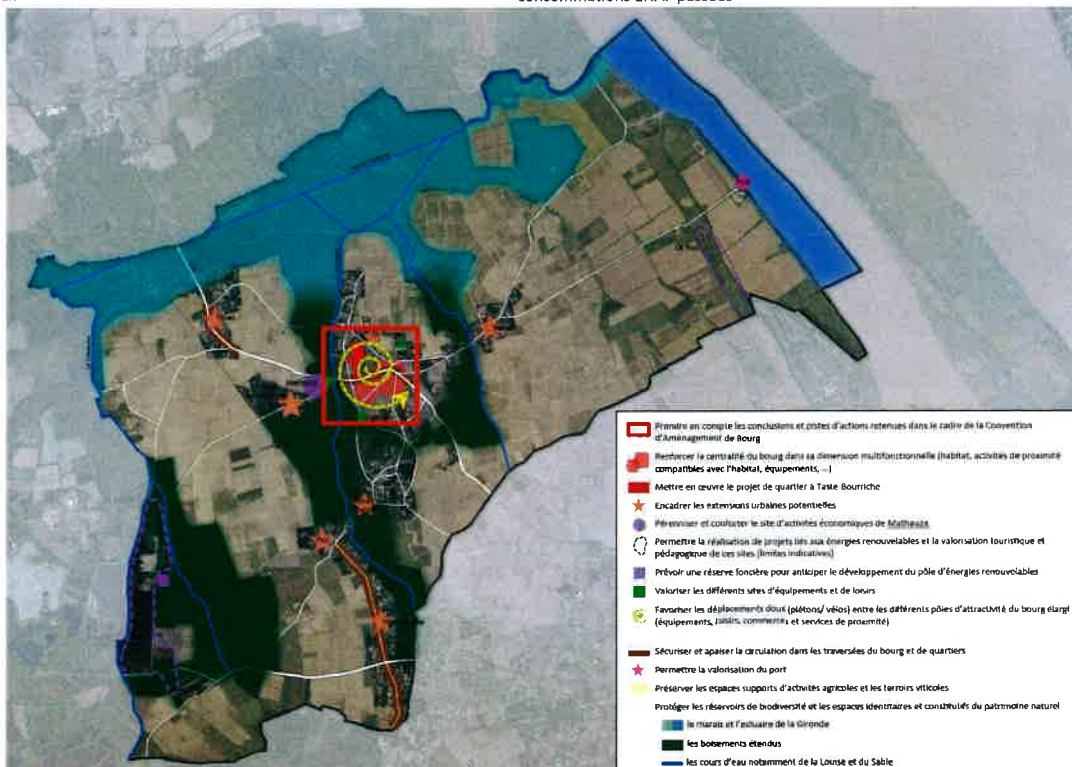 Prendre en compte les conclusions et pistes d'actions retenues dans le cadre de la Convention
d'Aménagement de Bourg
Renforcer la centralité du bourg dans sa dimension multifonctionnelle (habitat, activités de proximité
compatibles avec l'habitat, équipements, ...)
Mettre en œuvre le projet de quartier à Taste Bourriche
Encadrer les extensions urbaines potentielles
Pérenniser et conforter le site d'activités économiques de Mathauza
Permettre la réalisation de projets liés aux énergies renouvelables et la valorisation touristique et
pédagogique de ces sites (limites indicatives)
Prévoir une réserve foncière pour anticiper le développement du pôle d'énergies renouvelables
Valoriser les différents sites d'équipements et de loisirs
Favoriser les déplacements doux (piétons/ vélos) entre les différents pôles d'attractivité du bourg élargi
(équipements, loisirs, commerces et services de proximité)
Sécuriser et apaiser la circulation dans les traversées du bourg et de quartiers
Permettre la valorisation du port
Préserver les espaces supports d'activités agricoles et les terroirs viticoles
Protéger les réservoirs de biodiversité et les espaces identitaires et constitutifs du patrimoine naturel
le marais et l'estuaire de la Gironde
les boisements étendus
les cours d'eau notamment de la Louise et du Sable